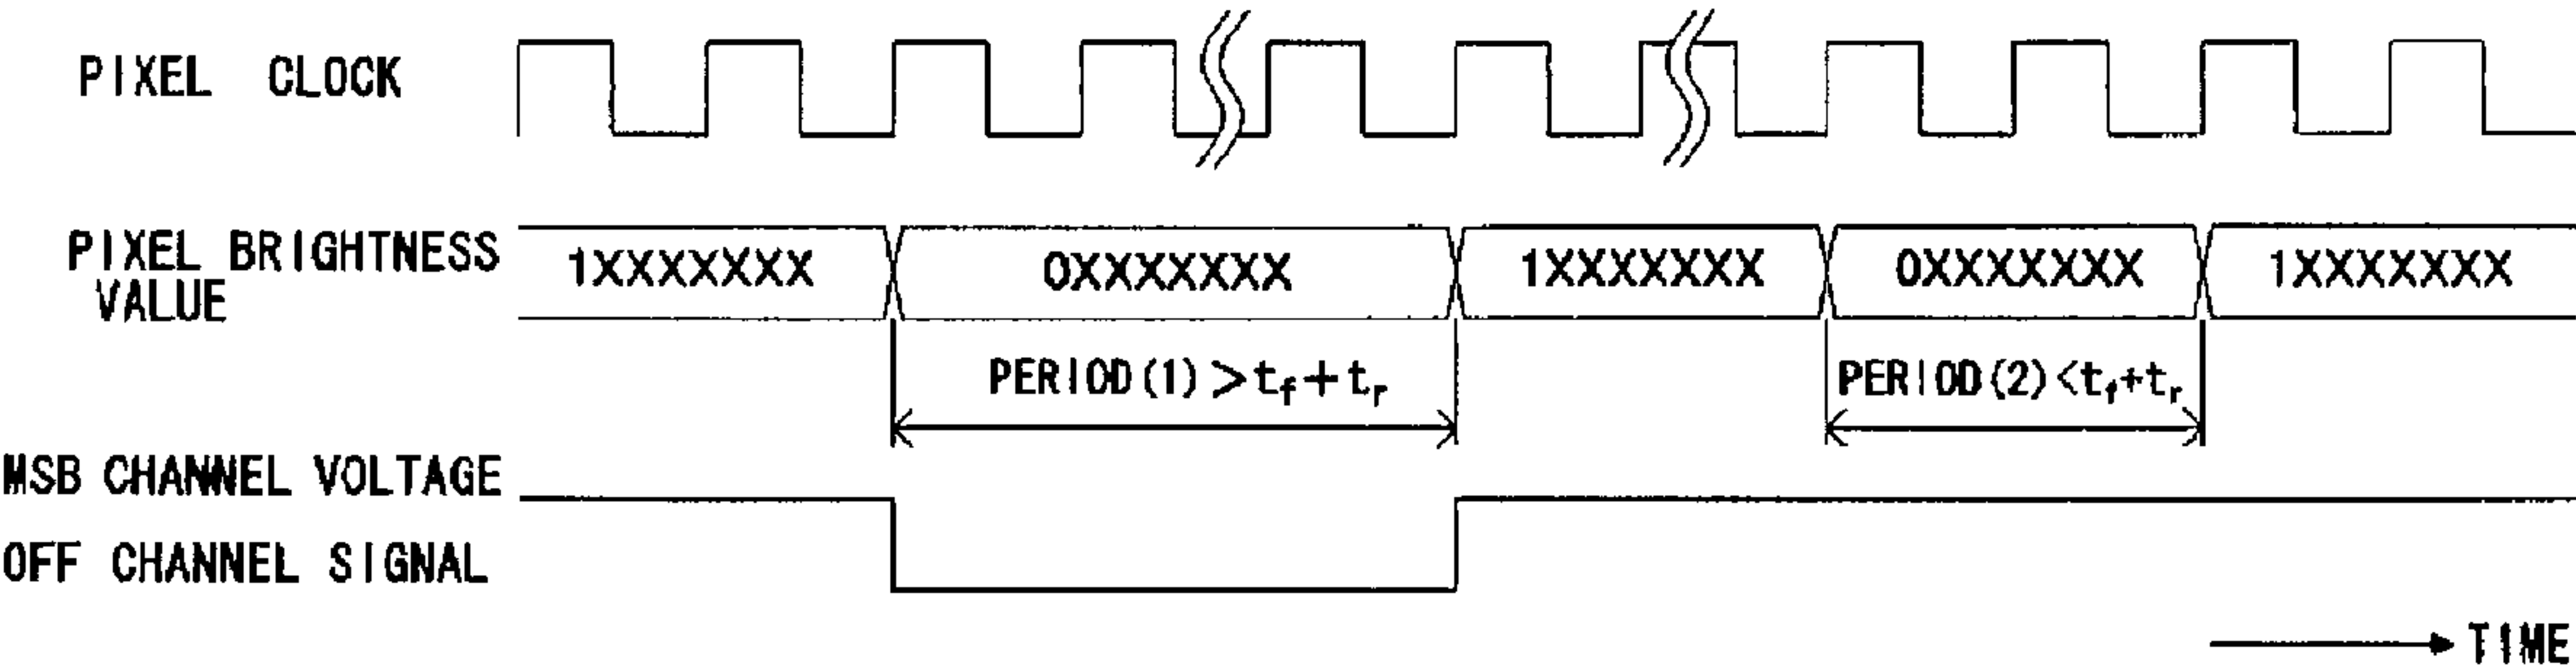 PIXEL CLOCK
PIXEL BRIGHTNESS
VALUE
1XXXXXXX
0XXXXXXX
1XXXXXXX
0XXXXXXX
1XXXXXXX
PERIOD(1)>tf+tr
PERIOD(2)<tf+tr
MSB CHANNEL VOLTAGE
OFF CHANNEL SIGNAL
TIME